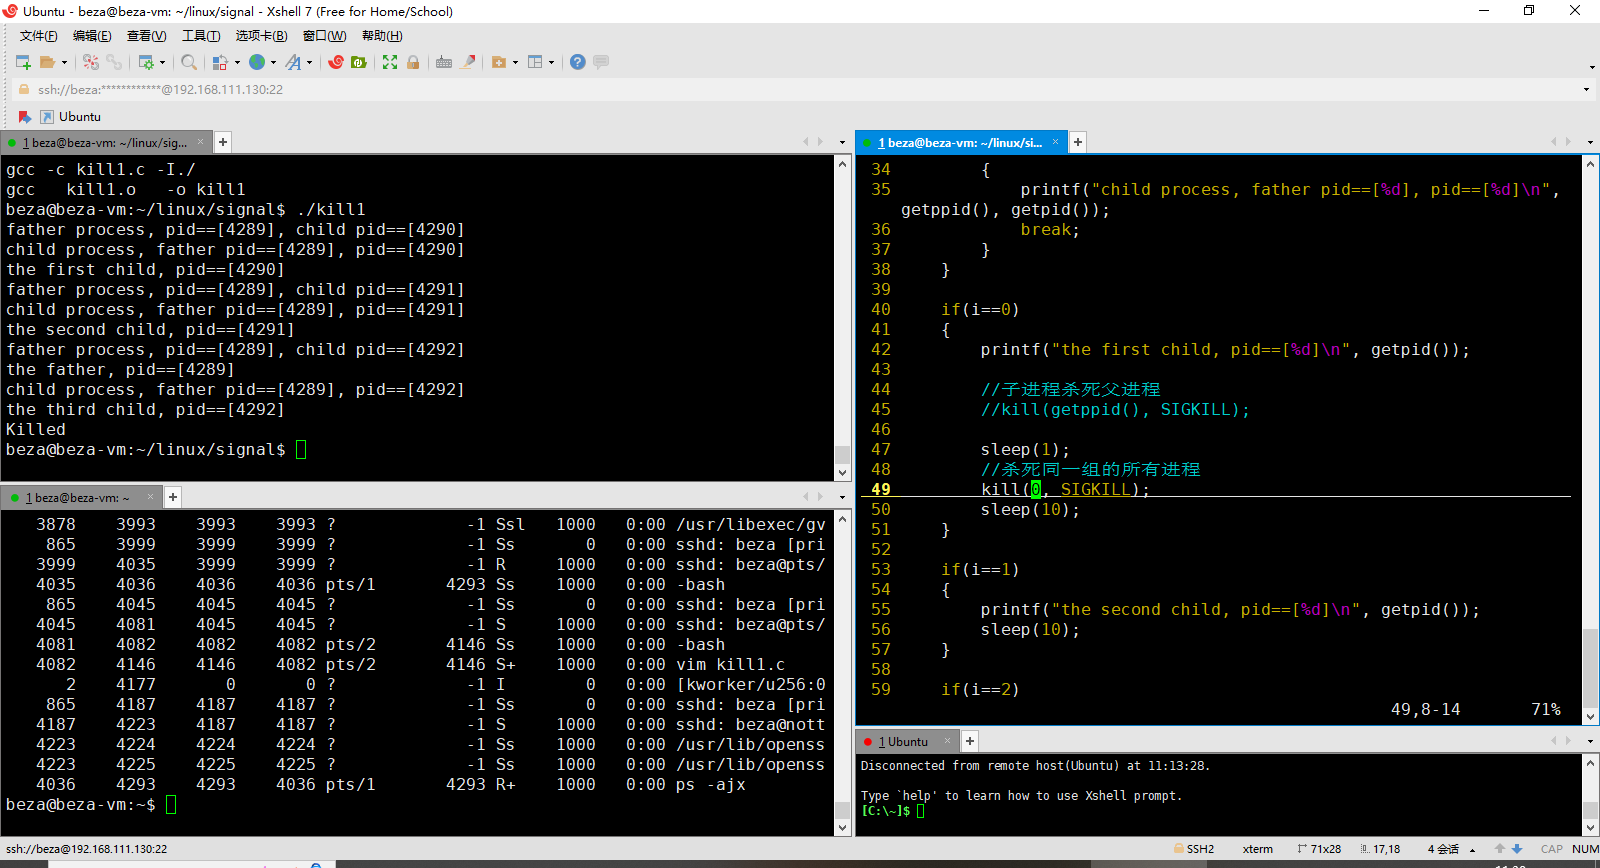 Ubuntu - beza@beza-vm: ~/linux/signal - Xshell 7 (Free for Home/School)
文件(F) 编辑(E) 查看(V) 工具(T) 选项卡(B) 窗口(W) 帮助(H)
ssh://beza:************@192.168.111.130:22
Ubuntu
1 beza@beza-vm: ~/linux/sig... × +
gcc -c kill1.c -I./
gcc   kill1.o   -o kill1
beza@beza-vm:~/linux/signal$ ./kill1
father process, pid==[4289], child pid==[4290]
child process, father pid==[4289], pid==[4290]
the first child, pid==[4290]
father process, pid==[4289], child pid==[4291]
child process, father pid==[4289], pid==[4291]
the second child, pid==[4291]
father process, pid==[4289], child pid==[4292]
the father, pid==[4289]
child process, father pid==[4289], pid==[4292]
the third child, pid==[4292]
Killed
beza@beza-vm:~/linux/signal$
1 beza@beza-vm: ~ × +
3878 3993 3993 3993 ? -1 Ssl 1000 0:00 /usr/libexec/gv
865 3999 3999 3999 ? -1 Ss 0 0:00 sshd: beza [pri
3999 4035 3999 3999 ? -1 R 1000 0:00 sshd: beza@pts/
4035 4036 4036 4036 pts/1 4293 Ss 1000 0:00 -bash
865 4045 4045 4045 ? -1 Ss 0 0:00 sshd: beza [pri
4045 4081 4045 4045 ? -1 S 1000 0:00 sshd: beza@pts/
4081 4082 4082 4082 pts/2 4146 Ss 1000 0:00 -bash
4082 4146 4146 4082 pts/2 4146 S+ 1000 0:00 vim kill1.c
2 4177 0 0 ? -1 I 0 0:00 [kworker/u256:0
865 4187 4187 4187 ? -1 Ss 0 0:00 sshd: beza [pri
4187 4223 4187 4187 ? -1 S 1000 0:00 sshd: beza@nott
4223 4224 4224 4224 ? -1 Ss 1000 0:00 /usr/lib/openss
4223 4225 4225 4225 ? -1 Ss 1000 0:00 /usr/lib/openss
4036 4293 4293 4036 pts/1 4293 R+ 1000 0:00 ps -ajx
beza@beza-vm:~$
1 beza@beza-vm: ~/linux/si... × +
34         {
35             printf("child process, father pid==[%d], pid==[%d]\n",
getppid(), getpid());
36             break;
37         }
38     }
39
40     if(i==0)
41     {
42         printf("the first child, pid==[%d]\n", getpid());
43
44         //子进程杀死父进程
45         //kill(getppid(), SIGKILL);
46
47         sleep(1);
48         //杀死同一组的所有进程
49         kill(0, SIGKILL);
50         sleep(10);
51     }
52
53     if(i==1)
54     {
55         printf("the second child, pid==[%d]\n", getpid());
56         sleep(10);
57     }
58
59     if(i==2)
49,8-14 71%
1 Ubuntu × +
Disconnected from remote host(Ubuntu) at 11:13:28.
Type `help' to learn how to use Xshell prompt.
[C:\~]$
ssh://beza@192.168.111.130:22 SSH2 xterm 71x28 17,18 4 会话 CAP NUM